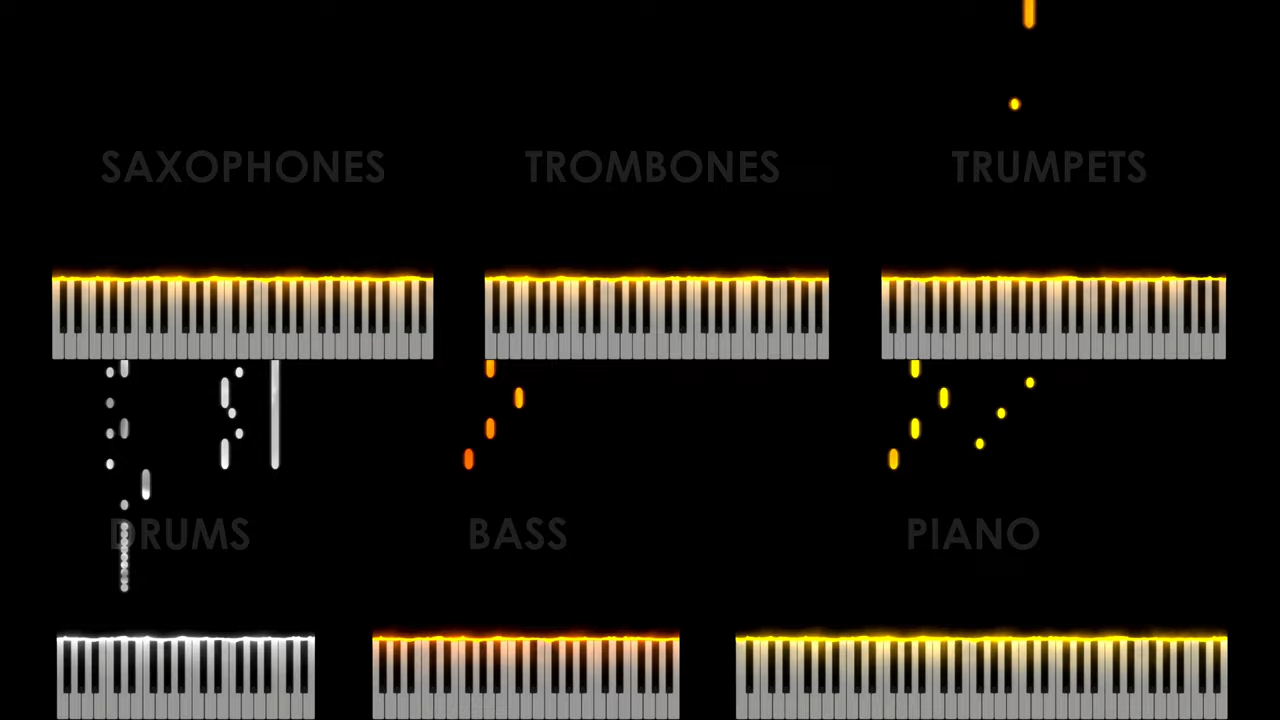 SAXOPHONES
TROMBONES
TRUMPETS
DRUMS
BASS
PIANO